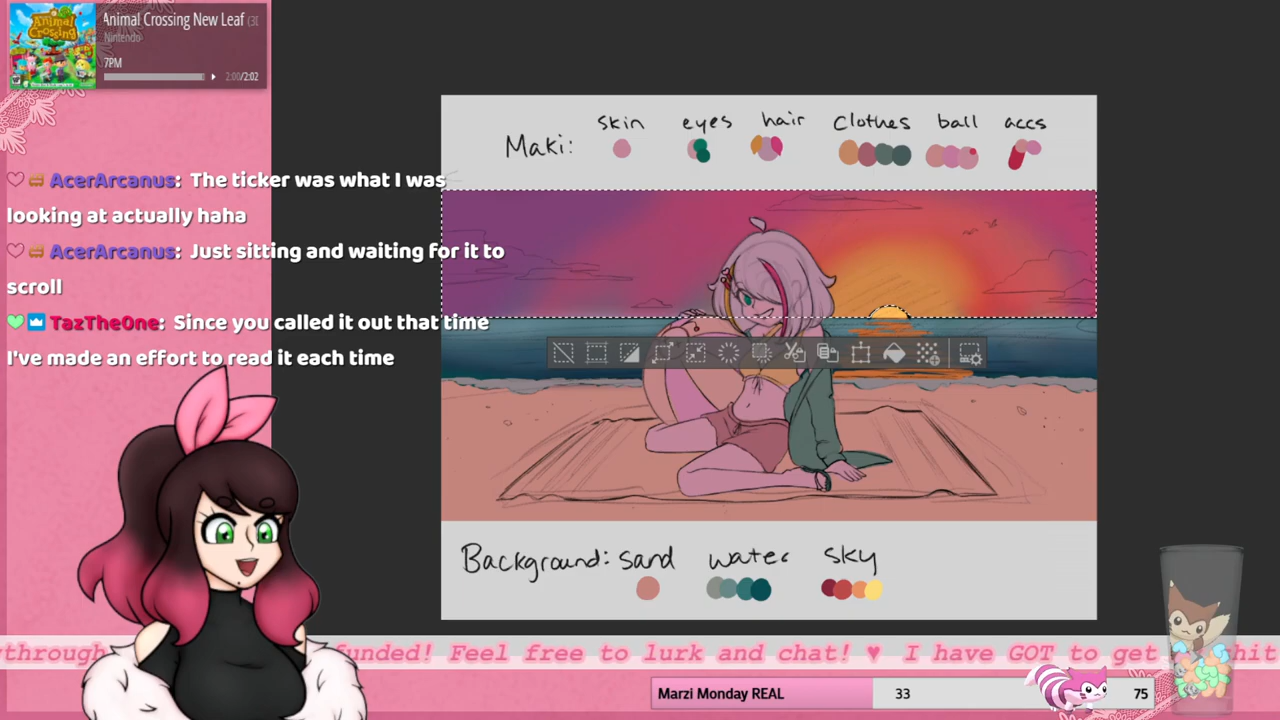 Animal Crossing New Leaf (3D
Nintendo
7PM
2:00/2:02
AcerArcanus: The ticker was what I was
looking at actually haha
AcerArcanus: Just sitting and waiting for it to
scroll
TazTheOne: Since you called it out that time
I've made an effort to read it each time
Maki: skin eyes hair Clothes ball accs
Background: sand water sky
ythrough funded! Feel free to lurk and chat! ♥ I have GOT to get hit
Marzi Monday REAL 33 75